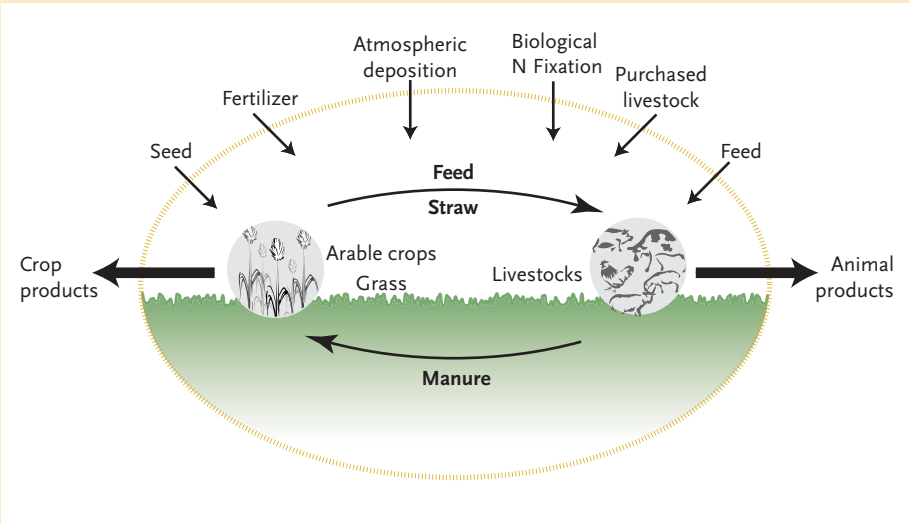 Atmospheric
deposition
Biological
N Fixation
Purchased
livestock
Fertilizer
Seed
Feed
Feed
Straw
Arable crops
Grass
Livestocks
Crop
products
Animal
products
Manure